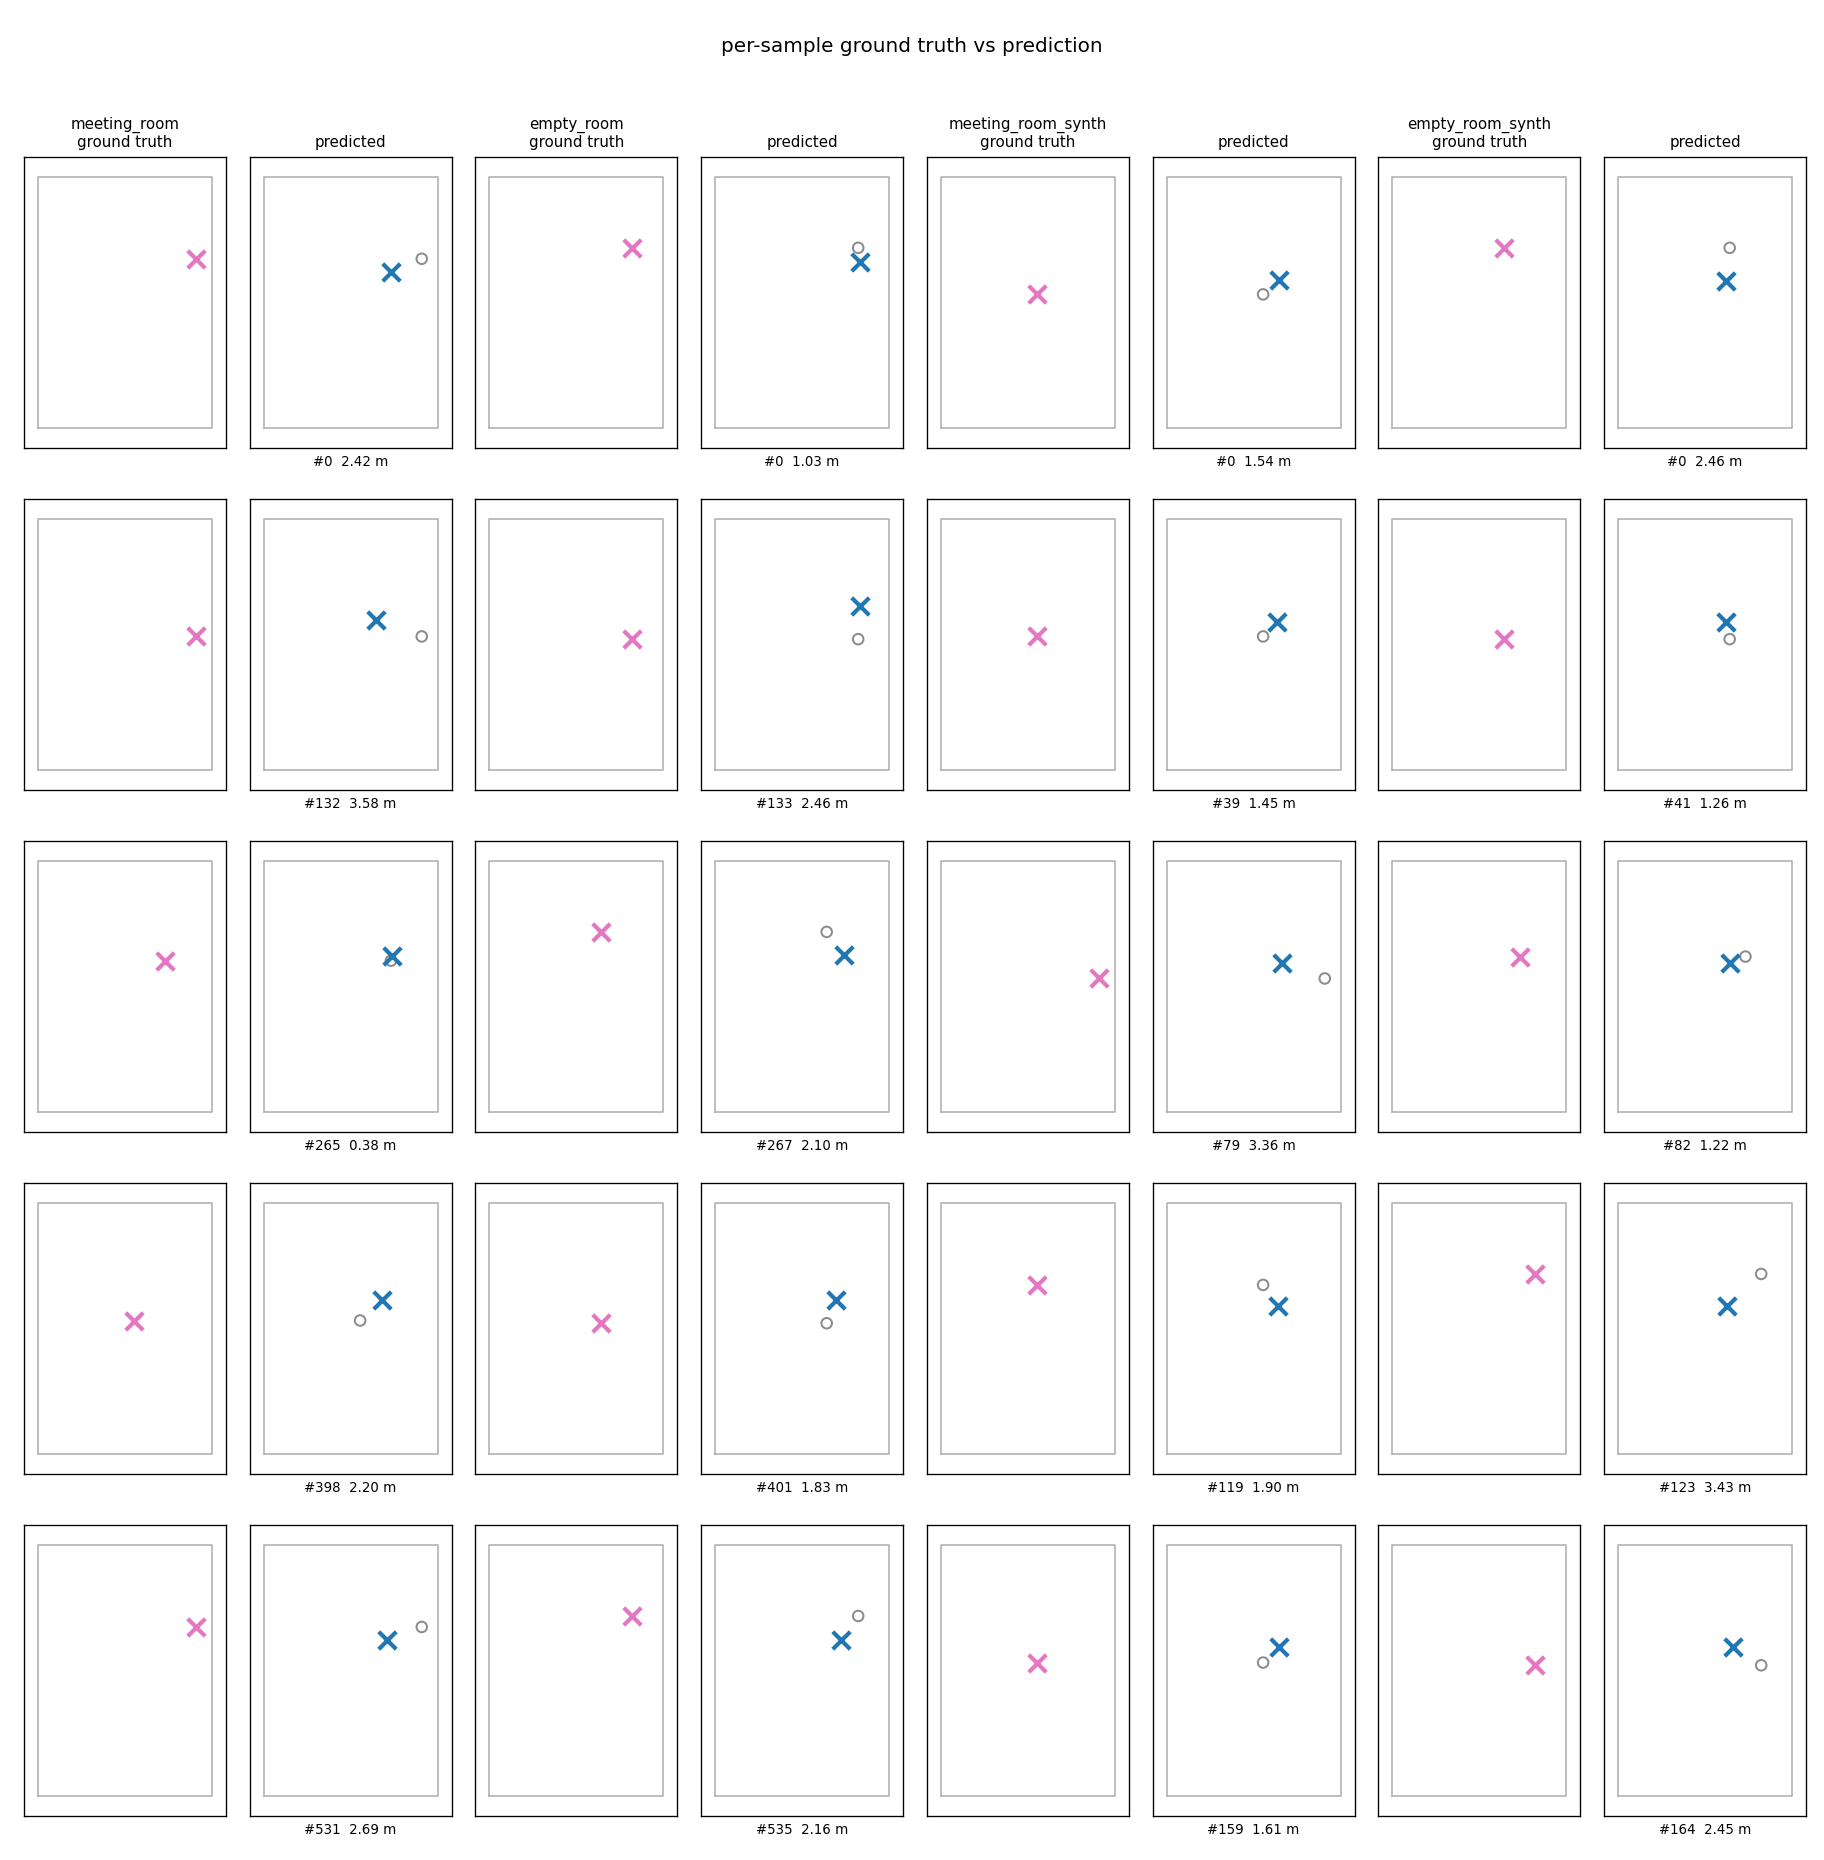 per-sample ground truth vs prediction
meeting_room
ground truth
predicted
empty_room
ground truth
predicted
meeting_room_synth
ground truth
predicted
empty_room_synth
ground truth
predicted
#0  2.42 m
#0  1.03 m
#0  1.54 m
#0  2.46 m
#132  3.58 m
#133  2.46 m
#39  1.45 m
#41  1.26 m
#265  0.38 m
#267  2.10 m
#79  3.36 m
#82  1.22 m
#398  2.20 m
#401  1.83 m
#119  1.90 m
#123  3.43 m
#531  2.69 m
#535  2.16 m
#159  1.61 m
#164  2.45 m